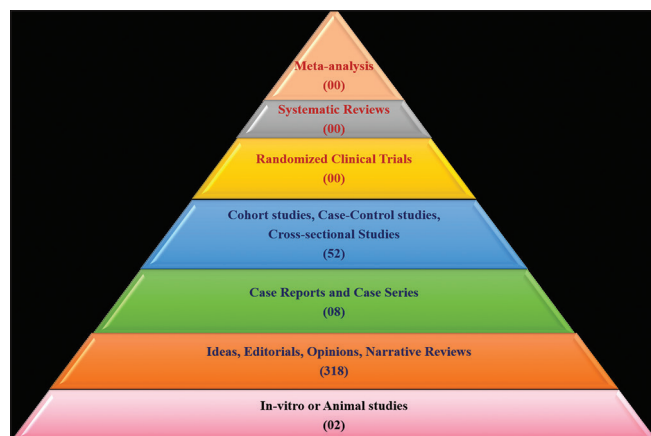 Meta-analysis
(00)
Systematic Reviews
(00)
Randomized Clinical Trials
(00)
Cohort studies, Case-Control studies,
Cross-sectional Studies
(52)
Case Reports and Case Series
(08)
Ideas, Editorials, Opinions, Narrative Reviews
(318)
In-vitro or Animal studies
(02)